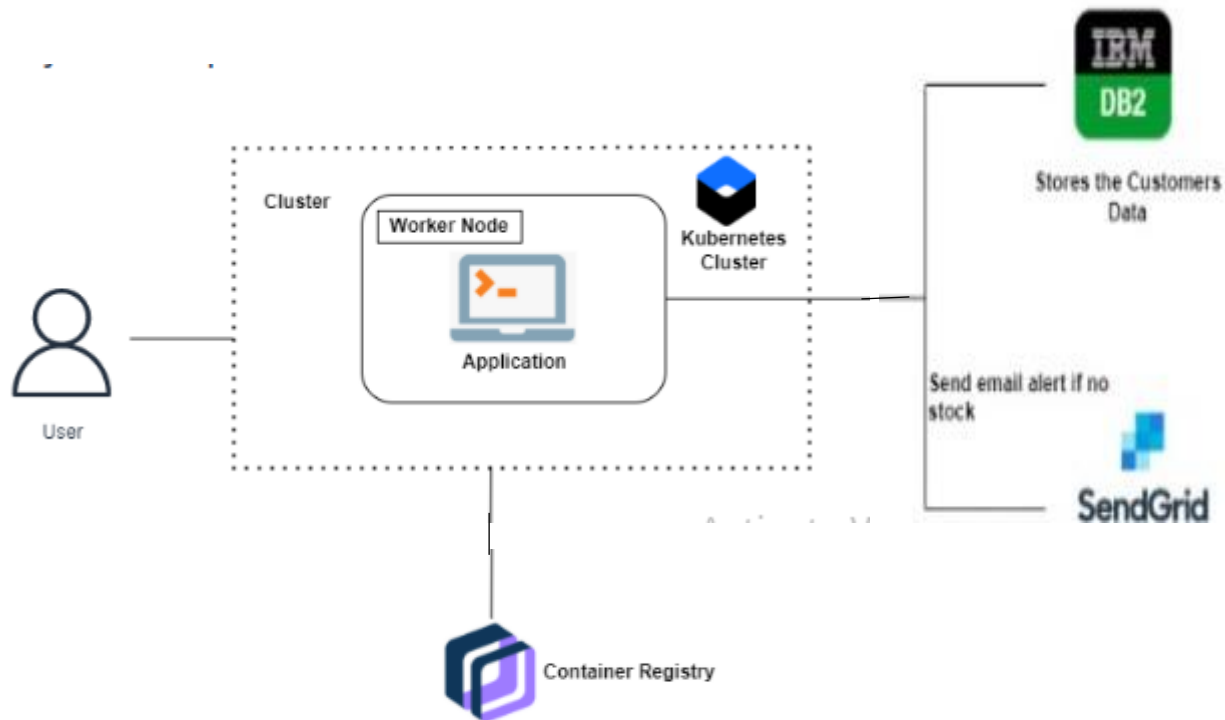 IBM
DB2
Stores the Customers
Data
Cluster
Worker Node
Kubernetes
Cluster
Application
User
Send email alert if no
stock
SendGrid
Container Registry